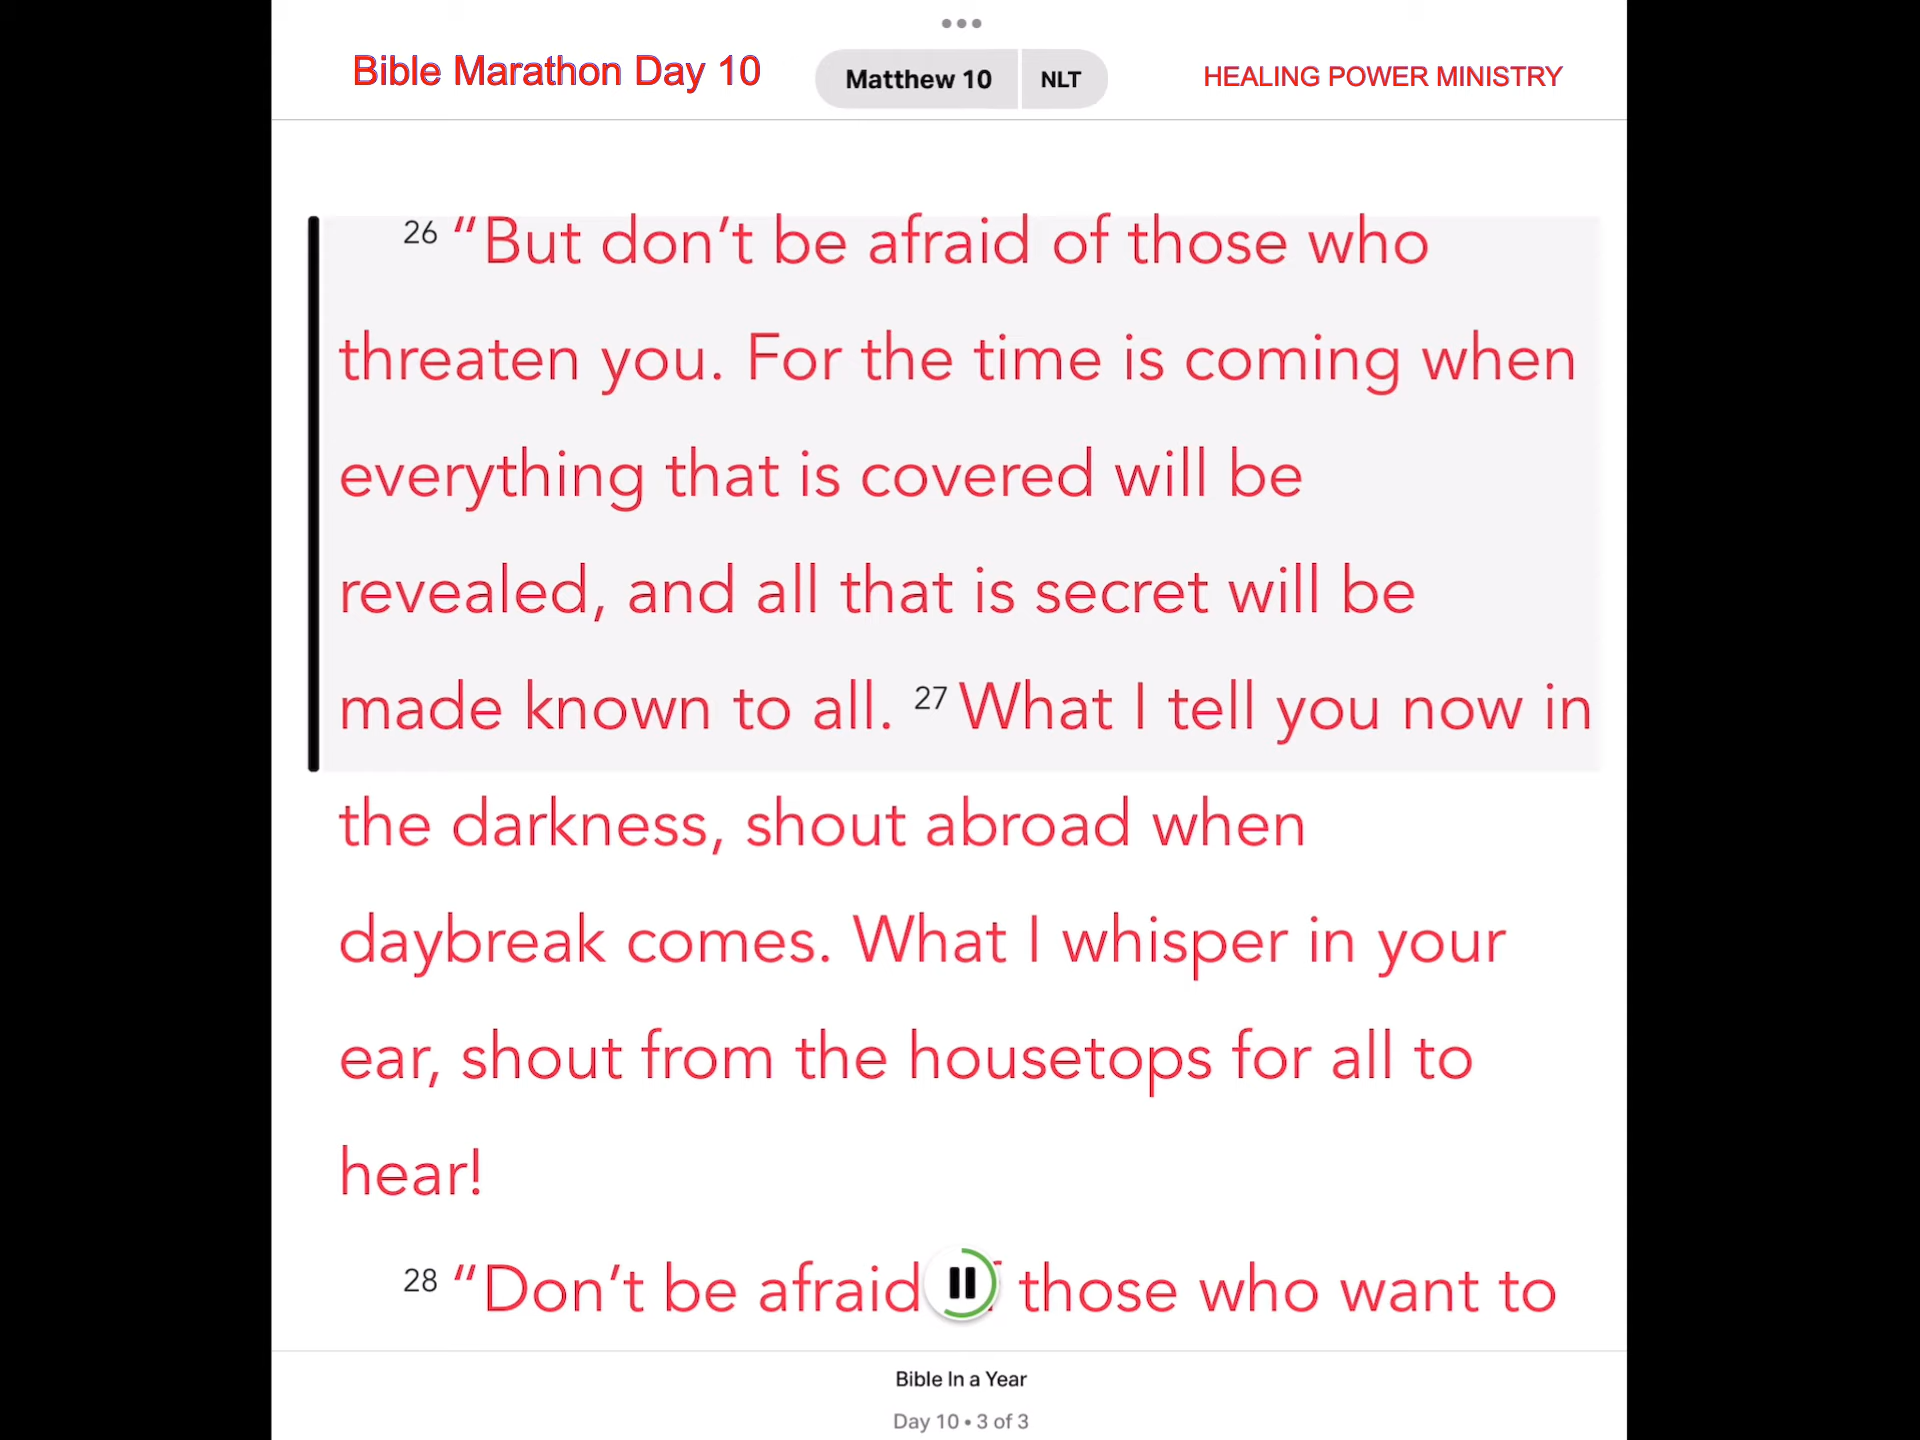 Bible Marathon Day 10
Matthew 10
NLT
HEALING POWER MINISTRY
26 “But don’t be afraid of those who
threaten you. For the time is coming when
everything that is covered will be
revealed, and all that is secret will be
made known to all. 27 What I tell you now in
the darkness, shout abroad when
daybreak comes. What I whisper in your
ear, shout from the housetops for all to
hear!
28 “Don’t be afraid those who want to
Bible In a Year
Day 10 • 3 of 3